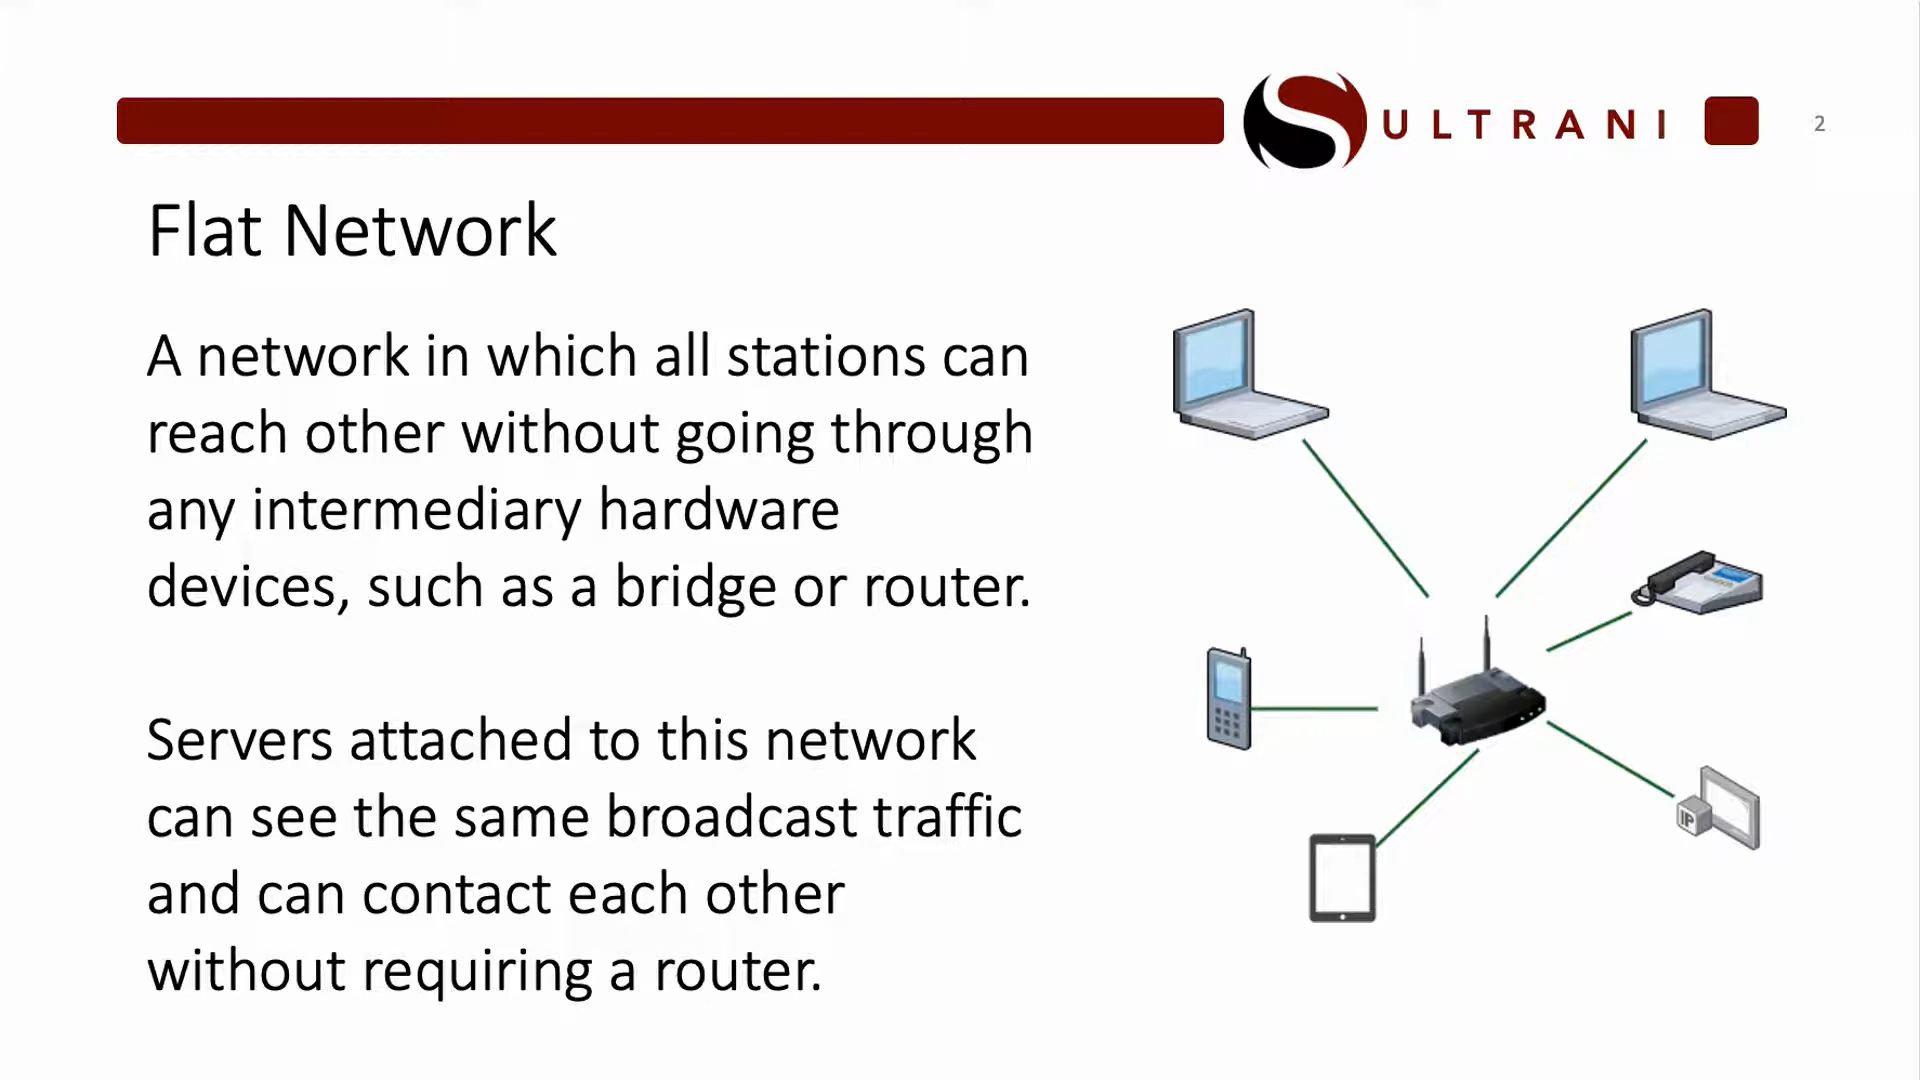 SULTRANI
2
Flat Network
A network in which all stations can
reach other without going through
any intermediary hardware
devices, such as a bridge or router.
Servers attached to this network
can see the same broadcast traffic
and can contact each other
without requiring a router.
IP